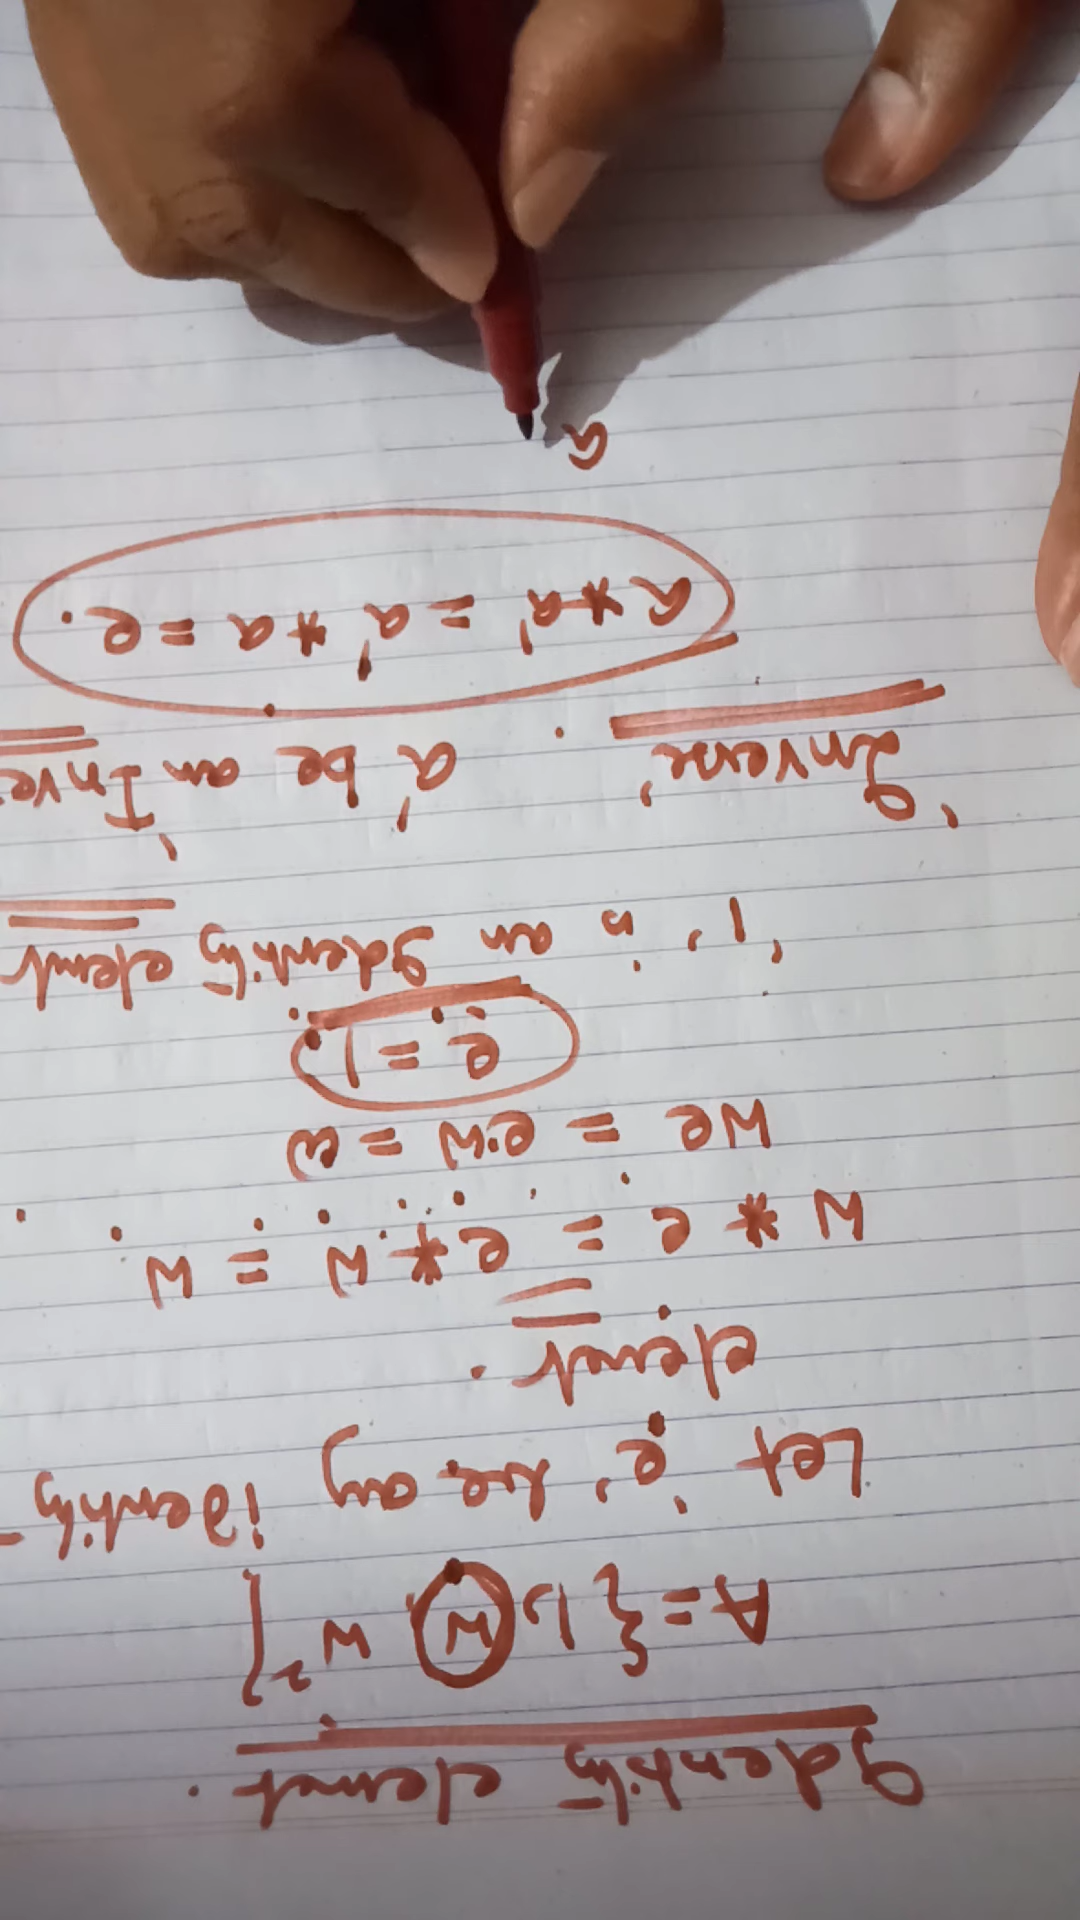 Identity element.
A = { 1, w w² }
Let 'e' be any identity
element.
w * e = e * w = w
we = e.w = w
e = 1
'1' is an Identity element
'Inverse' a' be an Inve
a * a' = a' * a = e.
a